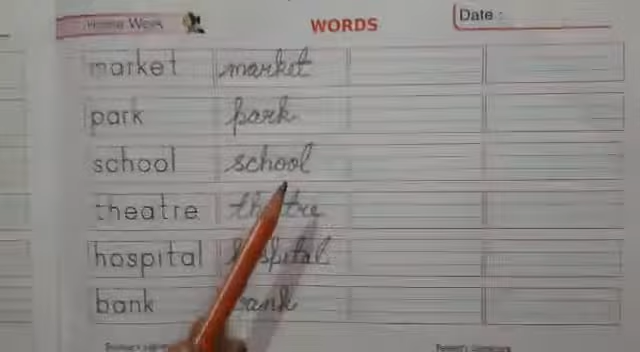 Home Work WORDS Date :
market market
park park
school school
theatre theatre
hospital hospital
bank bank